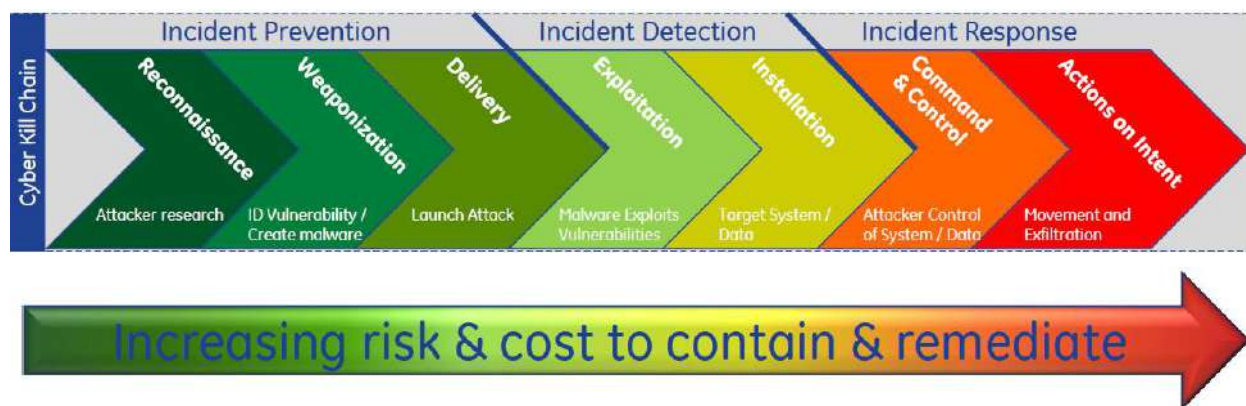 Cyber Kill Chain
Incident Prevention
Incident Detection
Incident Response
Reconnaissance
Weaponization
Delivery
Exploitation
Installation
Command
& Control
Actions on Intent
Attacker research
ID Vulnerability /
Create malware
Launch Attack
Malware Exploits
Vulnerabilities
Target System /
Data
Attacker Control
of System / Data
Movement and
Exfiltration
Increasing risk & cost to contain & remediate